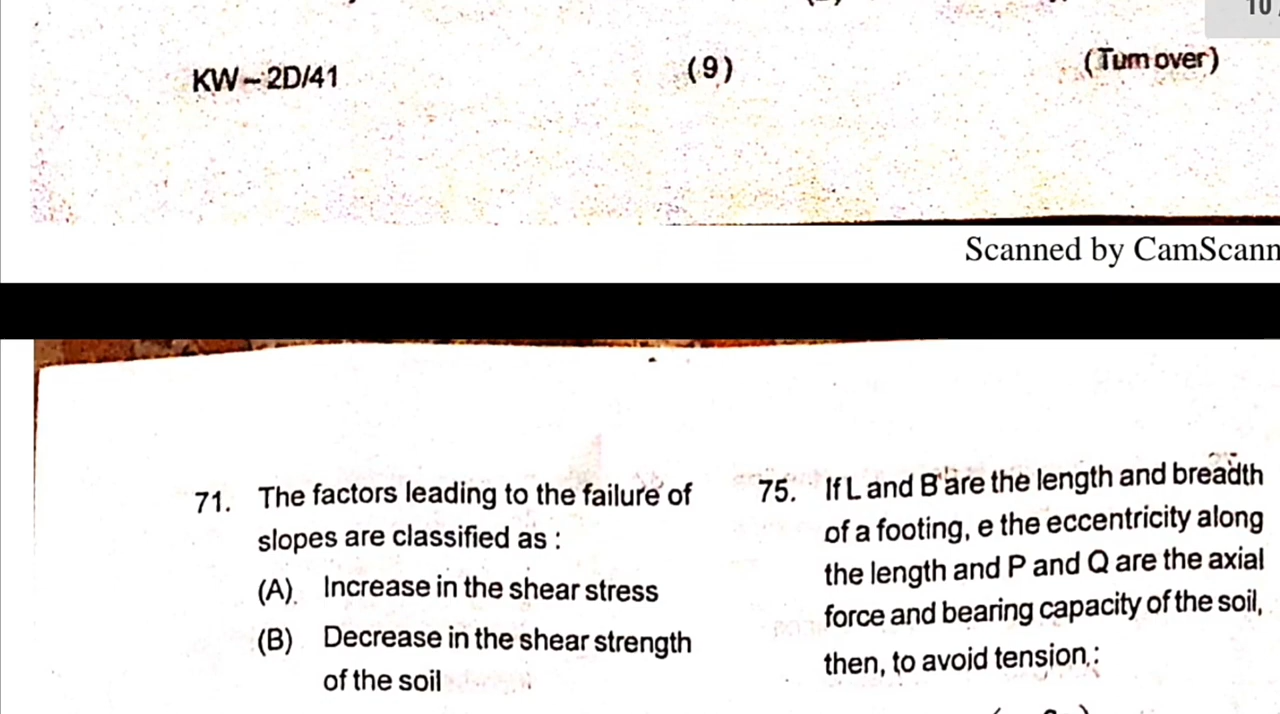 10
KW – 2D/41
(9)
(Turn over)
Scanned by CamScann
71. The factors leading to the failure of
slopes are classified as :
(A) Increase in the shear stress
(B) Decrease in the shear strength
of the soil
75. If L and B are the length and breadth
of a footing, e the eccentricity along
the length and P and Q are the axial
force and bearing capacity of the soil,
then, to avoid tension :